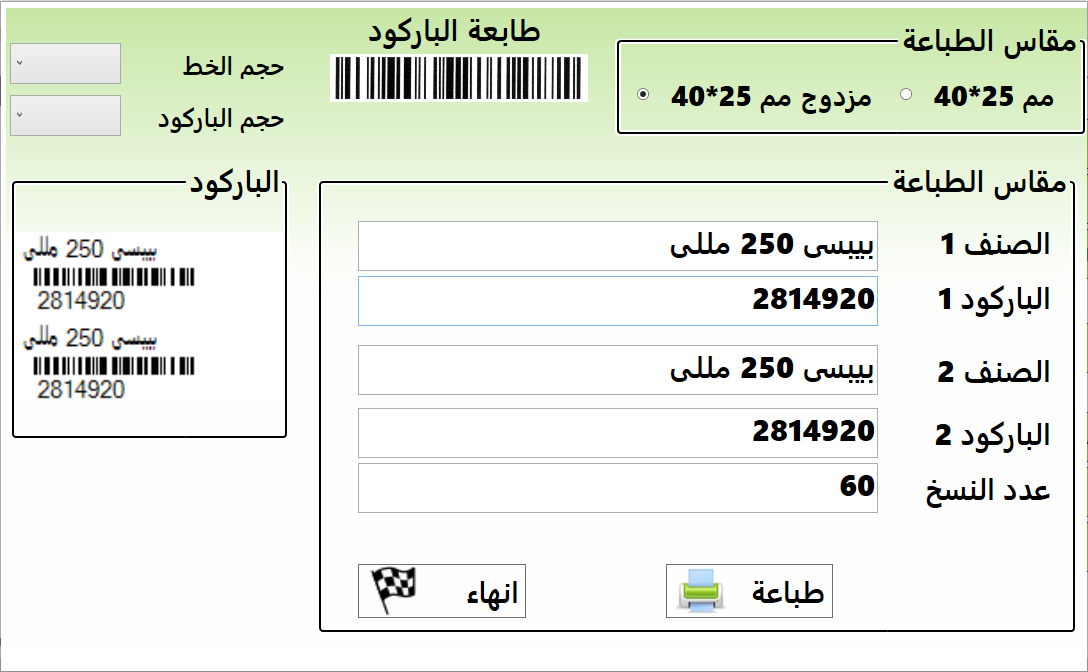 طابعة الباركود
مقاس الطباعة
40*25 مم
40*25 مزدوج مم
حجم الخط
حجم الباركود
مقاس الطباعة
الصنف 1
بيبسى 250 مللى
الباركود 1
2814920
الصنف 2
بيبسى 250 مللى
الباركود 2
2814920
عدد النسخ
60
طباعة
انهاء
الباركود
بيبسى 250 مللى
2814920
بيبسى 250 مللى
2814920